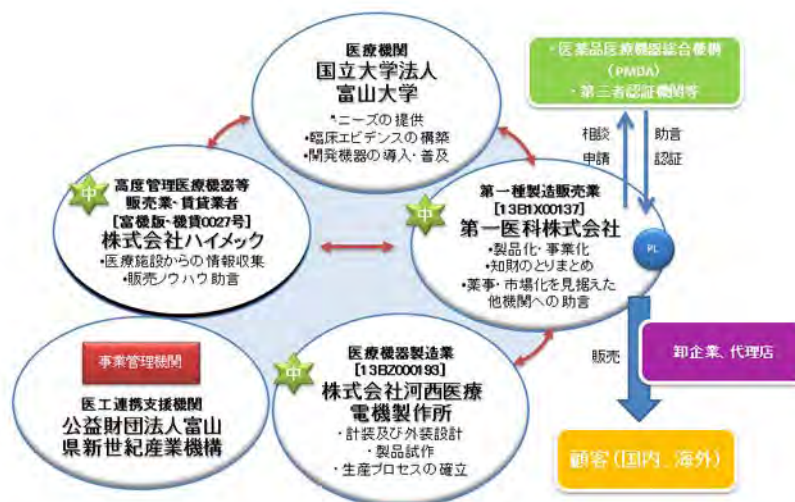 医療機関
国立大学法人
富山大学
・ニーズの提供
・臨床エビデンスの構築
・開発機器の導入・普及
・医薬品医療機器総合機構
(PMDA)
・第三者認証機関等
相談
申請
助言
認証
中
高度管理医療機器等
販売業・賃貸業者
[富機販・機賃0027号]
株式会社ハイメック
・医療施設からの情報収集
・販売ノウハウ助言
中
第一種製造販売業
[13B1X00137]
第一医科株式会社
・製品化・事業化
・知財のとりまとめ
・薬事・市場化を見据えた
他機関への助言
PL
販売
卸企業、代理店
顧客(国内、海外)
事業管理機関
医工連携支援機関
公益財団法人富山
県新世紀産業機構
中
医療機器製造業
[13BZ000193]
株式会社河西医療
電機製作所
・計装及び外装設計
・製品試作
・生産プロセスの確立